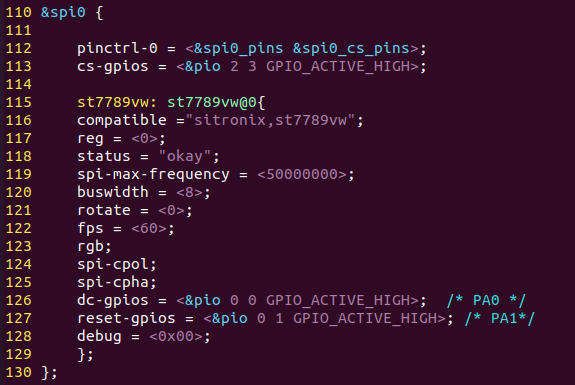 110 &spi0 {
111
112     pinctrl-0 = <&spi0_pins &spi0_cs_pins>;
113     cs-gpios = <&pio 2 3 GPIO_ACTIVE_HIGH>;
114
115     st7789vw: st7789vw@0{
116     compatible ="sitronix,st7789vw";
117     reg = <0>;
118     status = "okay";
119     spi-max-frequency = <50000000>;
120     buswidth = <8>;
121     rotate = <0>;
122     fps = <60>;
123     rgb;
124     spi-cpol;
125     spi-cpha;
126     dc-gpios = <&pio 0 0 GPIO_ACTIVE_HIGH>;  /* PA0 */
127     reset-gpios = <&pio 0 1 GPIO_ACTIVE_HIGH>; /* PA1*/
128     debug = <0x00>;
129     };
130 };